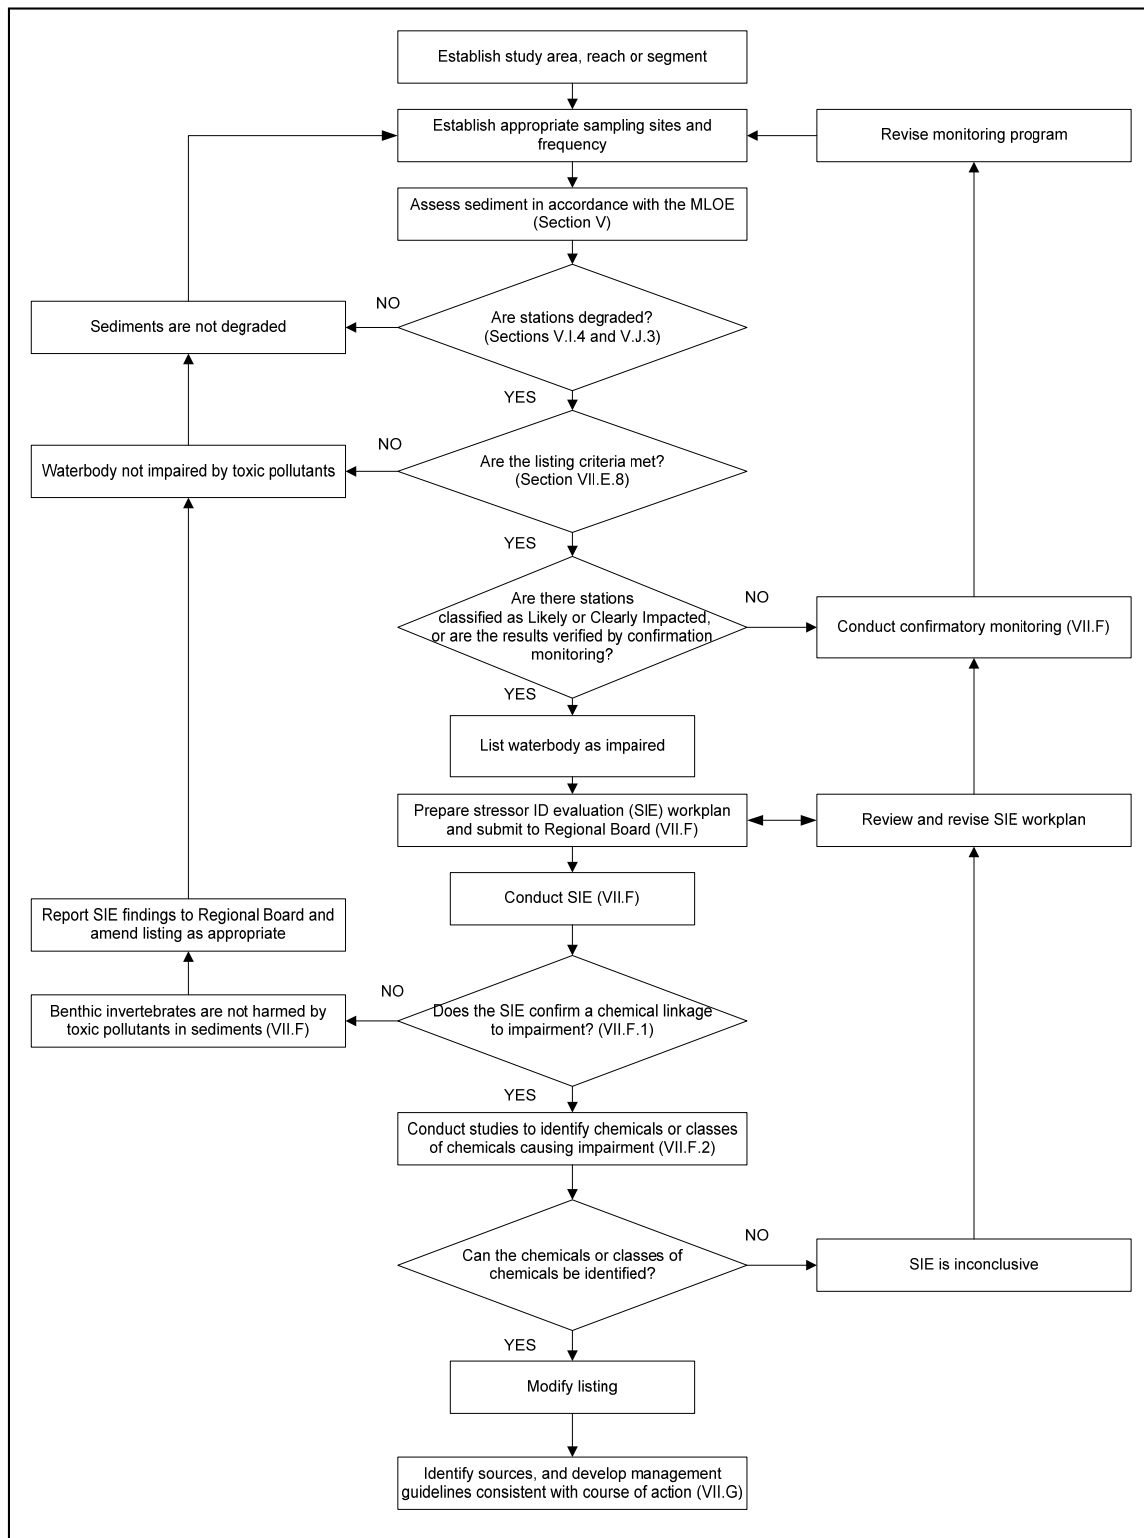 Establish study area, reach or segment
Establish appropriate sampling sites and
frequency
Revise monitoring program
Assess sediment in accordance with the MLOE
(Section V)
Are stations degraded?
(Sections V.I.4 and V.J.3)
NO
Sediments are not degraded
YES
Are the listing criteria met?
(Section VII.E.8)
NO
Waterbody not impaired by toxic pollutants
YES
Are there stations
classified as Likely or Clearly Impacted,
or are the results verified by confirmation
monitoring?
NO
Conduct confirmatory monitoring (VII.F)
YES
List waterbody as impaired
Prepare stressor ID evaluation (SIE) workplan
and submit to Regional Board (VII.F)
Review and revise SIE workplan
Conduct SIE (VII.F)
Report SIE findings to Regional Board and
amend listing as appropriate
Does the SIE confirm a chemical linkage
to impairment? (VII.F.1)
NO
Benthic invertebrates are not harmed by
toxic pollutants in sediments (VII.F)
YES
Conduct studies to identify chemicals or classes
of chemicals causing impairment (VII.F.2)
Can the chemicals or classes of
chemicals be identified?
NO
SIE is inconclusive
YES
Modify listing
Identify sources, and develop management
guidelines consistent with course of action (VII.G)